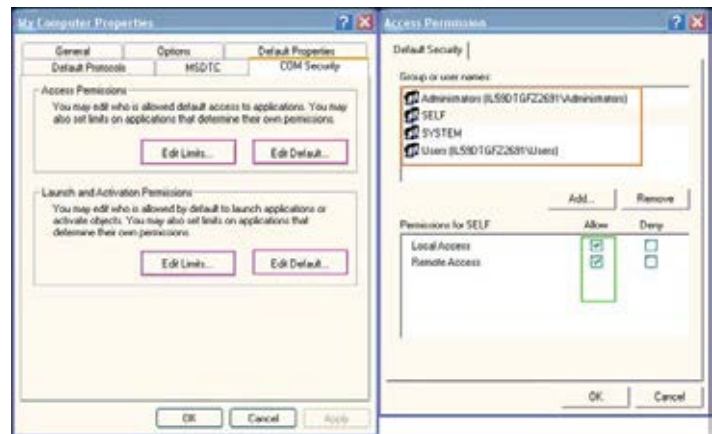 My Computer Properties
General Options Default Properties
Default Protocols MSDTC COM Security
Access Permissions
You may edit who is allowed default access to applications. You may
also set limits on applications that determine their own permissions.
Edit Limits... Edit Default...
Launch and Activation Permissions
You may edit who is allowed by default to launch applications or
activate objects. You may also set limits on applications that
determine their own permissions.
Edit Limits... Edit Default...
OK Cancel Apply
Access Permission
Default Security
Group or user names:
Administrators (IL59DTGFZ2691\Administrators)
SELF
SYSTEM
Users (IL59DTGFZ2691\Users)
Add... Remove
Permissions for SELF Allow Deny
Local Access
Remote Access
OK Cancel